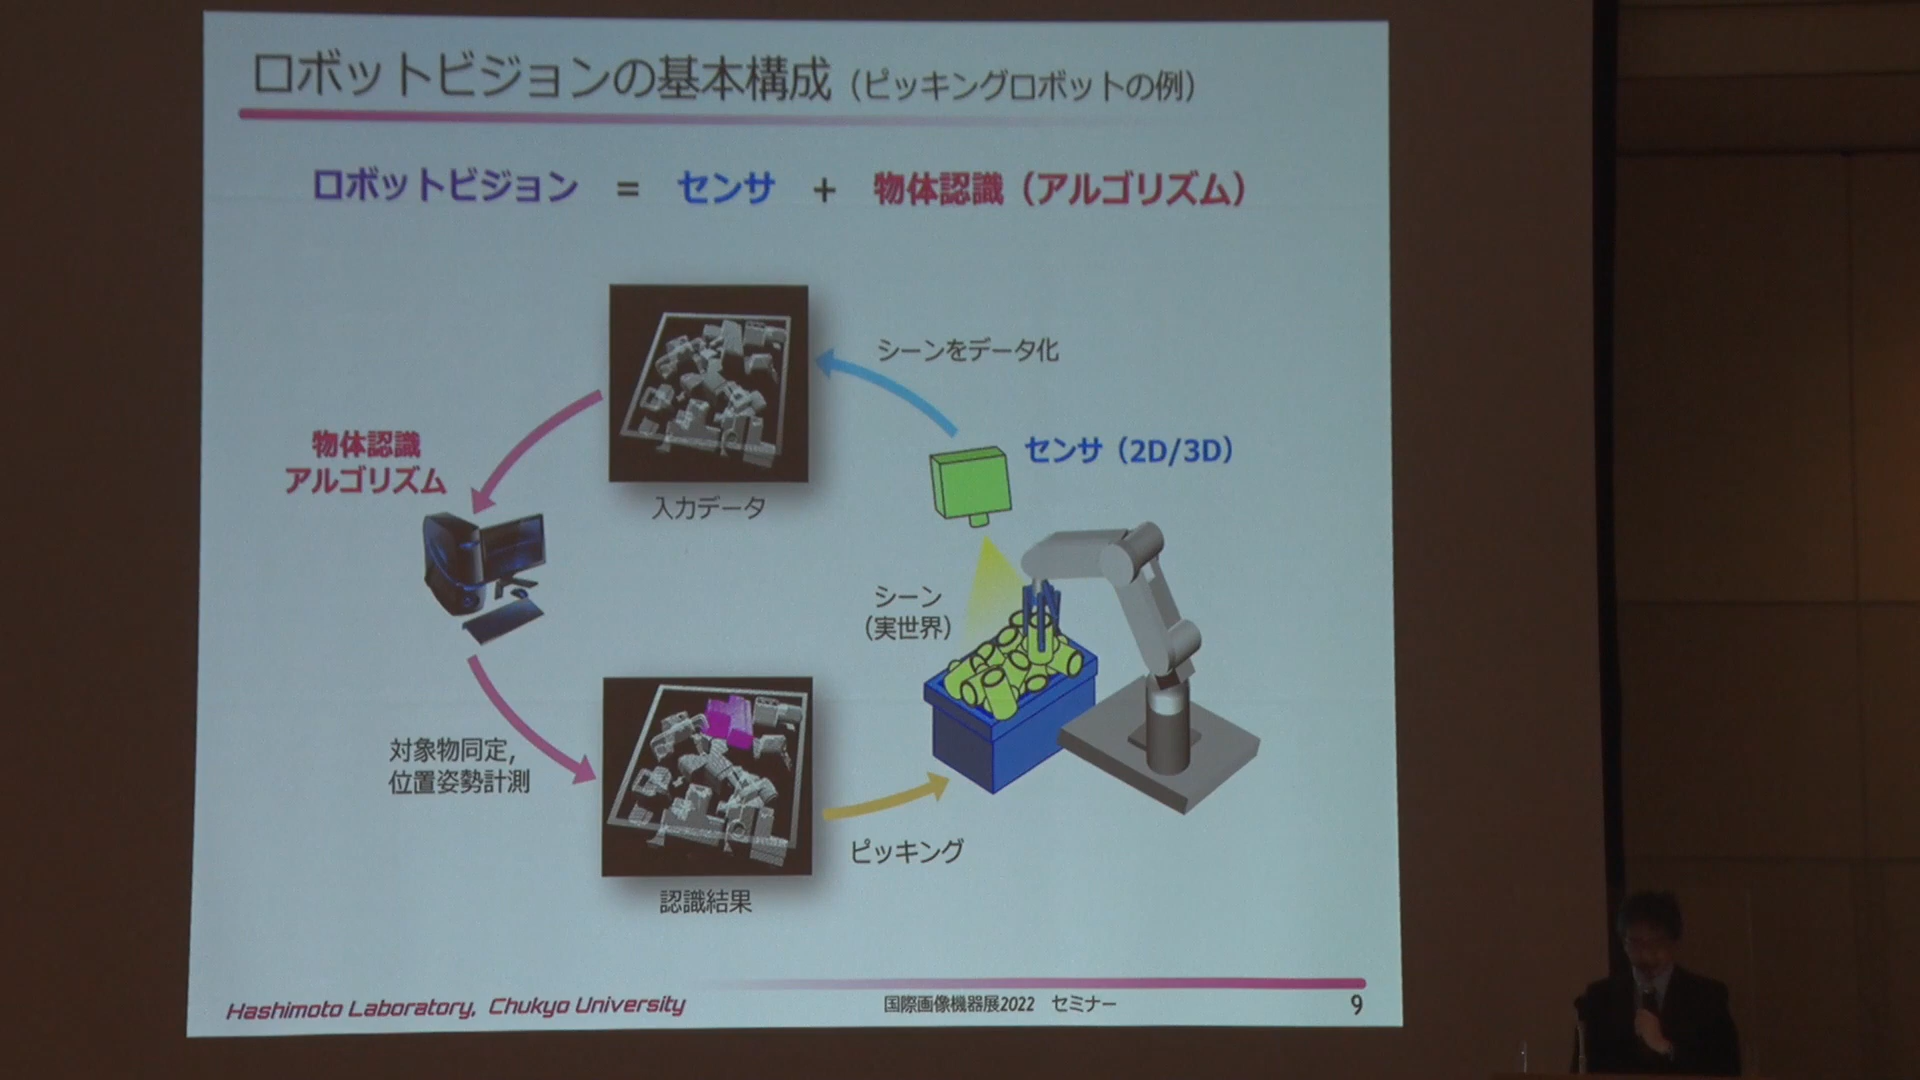 ロボットビジョンの基本構成（ピッキングロボットの例）
ロボットビジョン = センサ + 物体認識（アルゴリズム）
シーンをデータ化
センサ（2D/3D）
物体認識
アルゴリズム
入力データ
シーン
（実世界）
対象物同定，
位置姿勢計測
ピッキング
認識結果
Hashimoto Laboratory, Chukyo University
国際画像機器展2022 セミナー
9